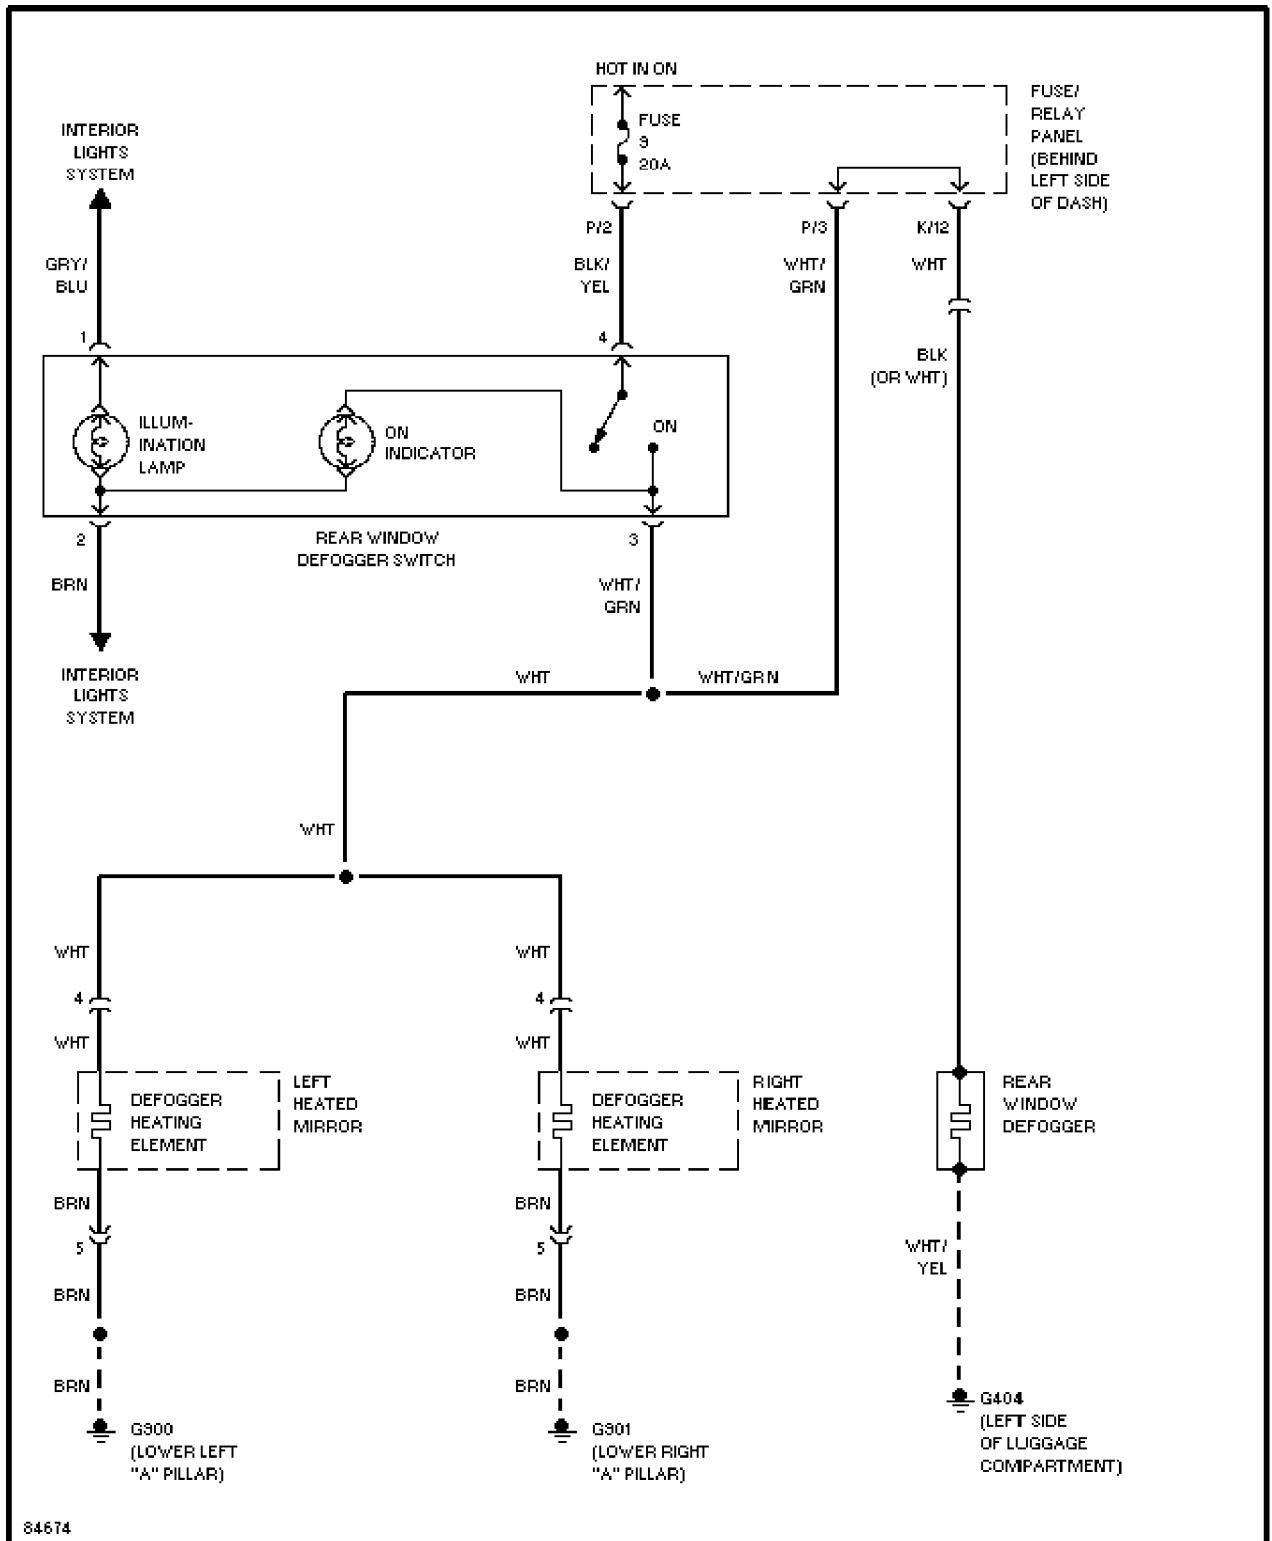 HOT IN ON
FUSE
9
20A
FUSE/
RELAY
PANEL
(BEHIND
LEFT SIDE
OF DASH)
INTERIOR
LIGHTS
SYSTEM
P/2
P/3
K/12
GRY/
BLU
BLK/
YEL
WHT/
GRN
WHT
1
4
BLK
(OR WHT)
ILLUM-
INATION
LAMP
ON
INDICATOR
ON
2
REAR WINDOW
DEFOGGER SWITCH
3
BRN
WHT/
GRN
INTERIOR
LIGHTS
SYSTEM
WHT
WHT/GRN
WHT
WHT
WHT
4
4
WHT
WHT
DEFOGGER
HEATING
ELEMENT
LEFT
HEATED
MIRROR
DEFOGGER
HEATING
ELEMENT
RIGHT
HEATED
MIRROR
REAR
WINDOW
DEFOGGER
BRN
BRN
5
5
WHT/
YEL
BRN
BRN
BRN
BRN
G900
(LOWER LEFT
"A" PILLAR)
G901
(LOWER RIGHT
"A" PILLAR)
G404
(LEFT SIDE
OF LUGGAGE
COMPARTMENT)
84674